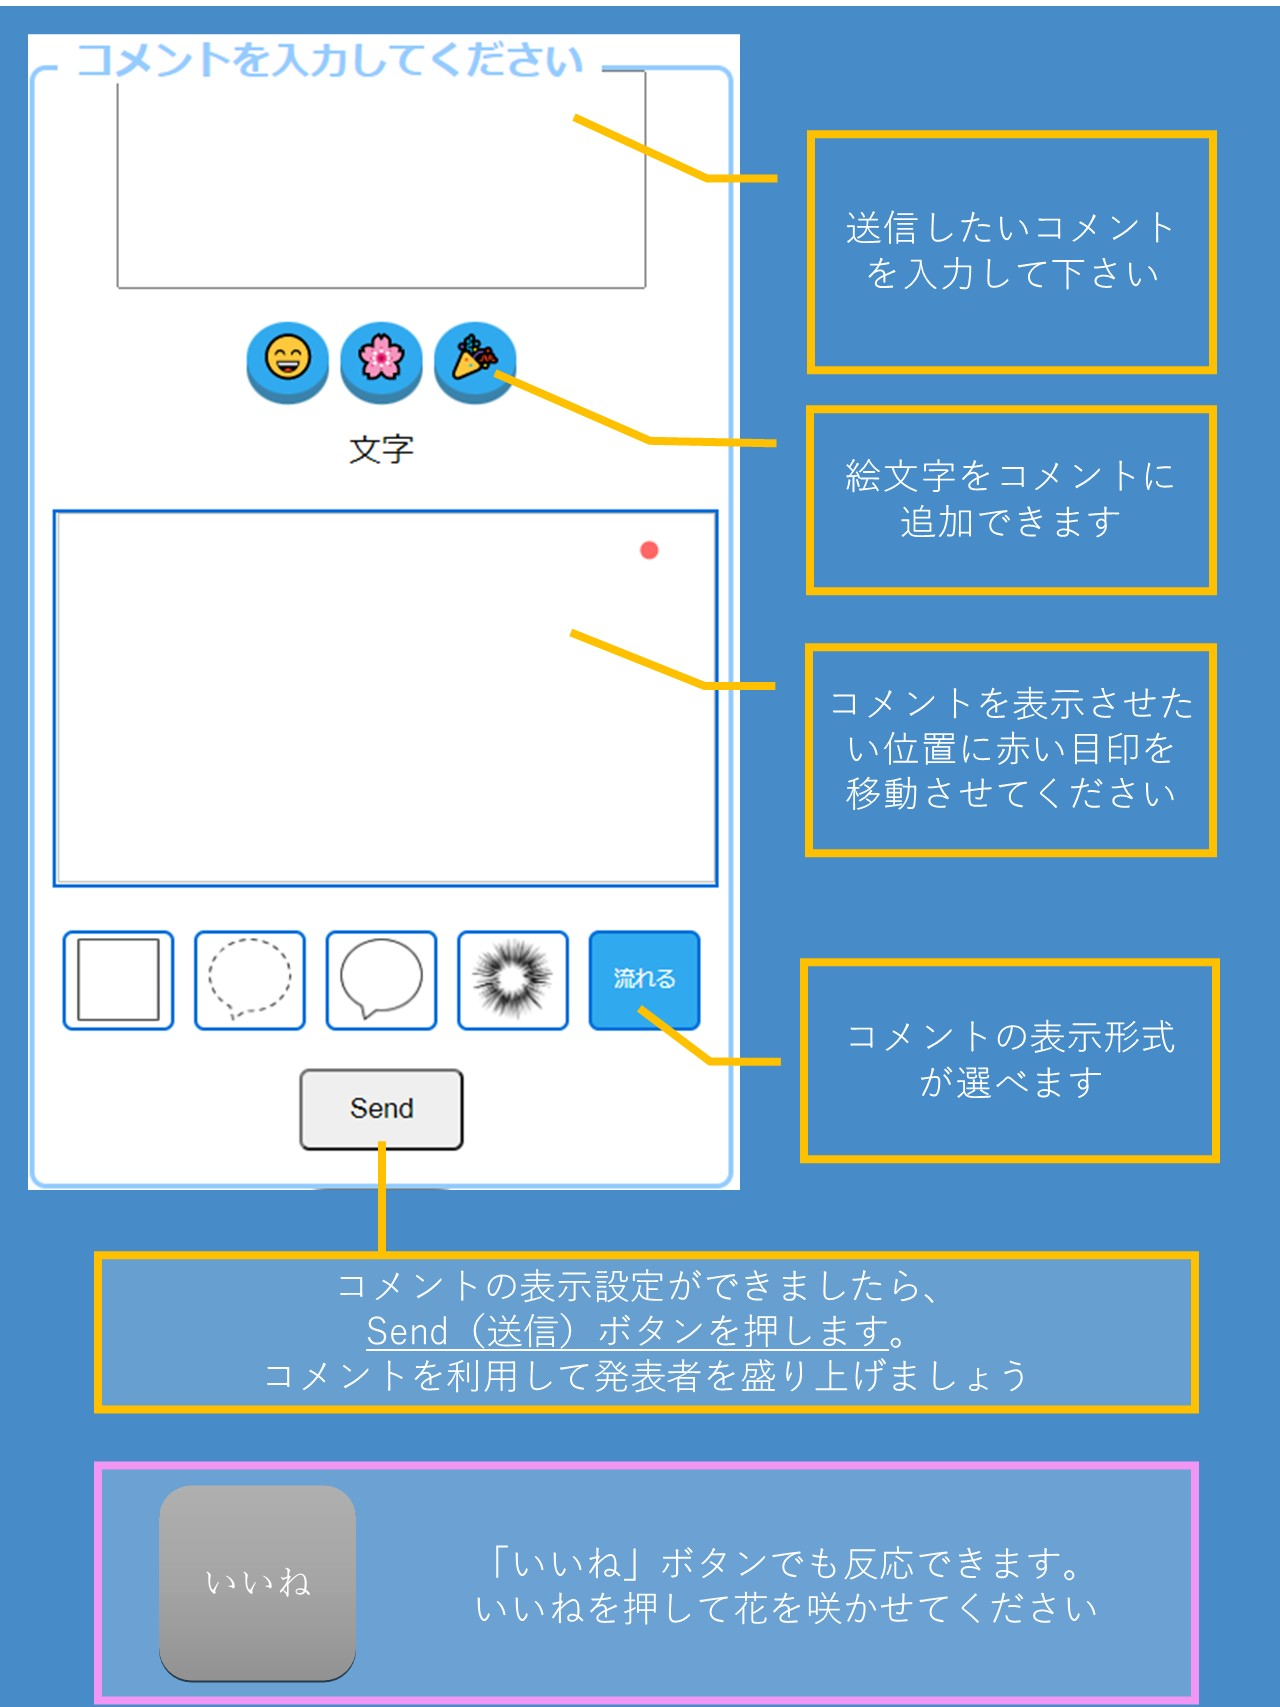 コメントを入力してください
送信したいコメント
を入力して下さい
文字
絵文字をコメントに
追加できます
コメントを表示させた
い位置に赤い目印を
移動させてください
流れる
コメントの表示形式
が選べます
Send
コメントの表示設定ができましたら、
Send（送信）ボタンを押します。
コメントを利用して発表者を盛り上げましょう
いいね
「いいね」ボタンでも反応できます。
いいねを押して花を咲かせてください